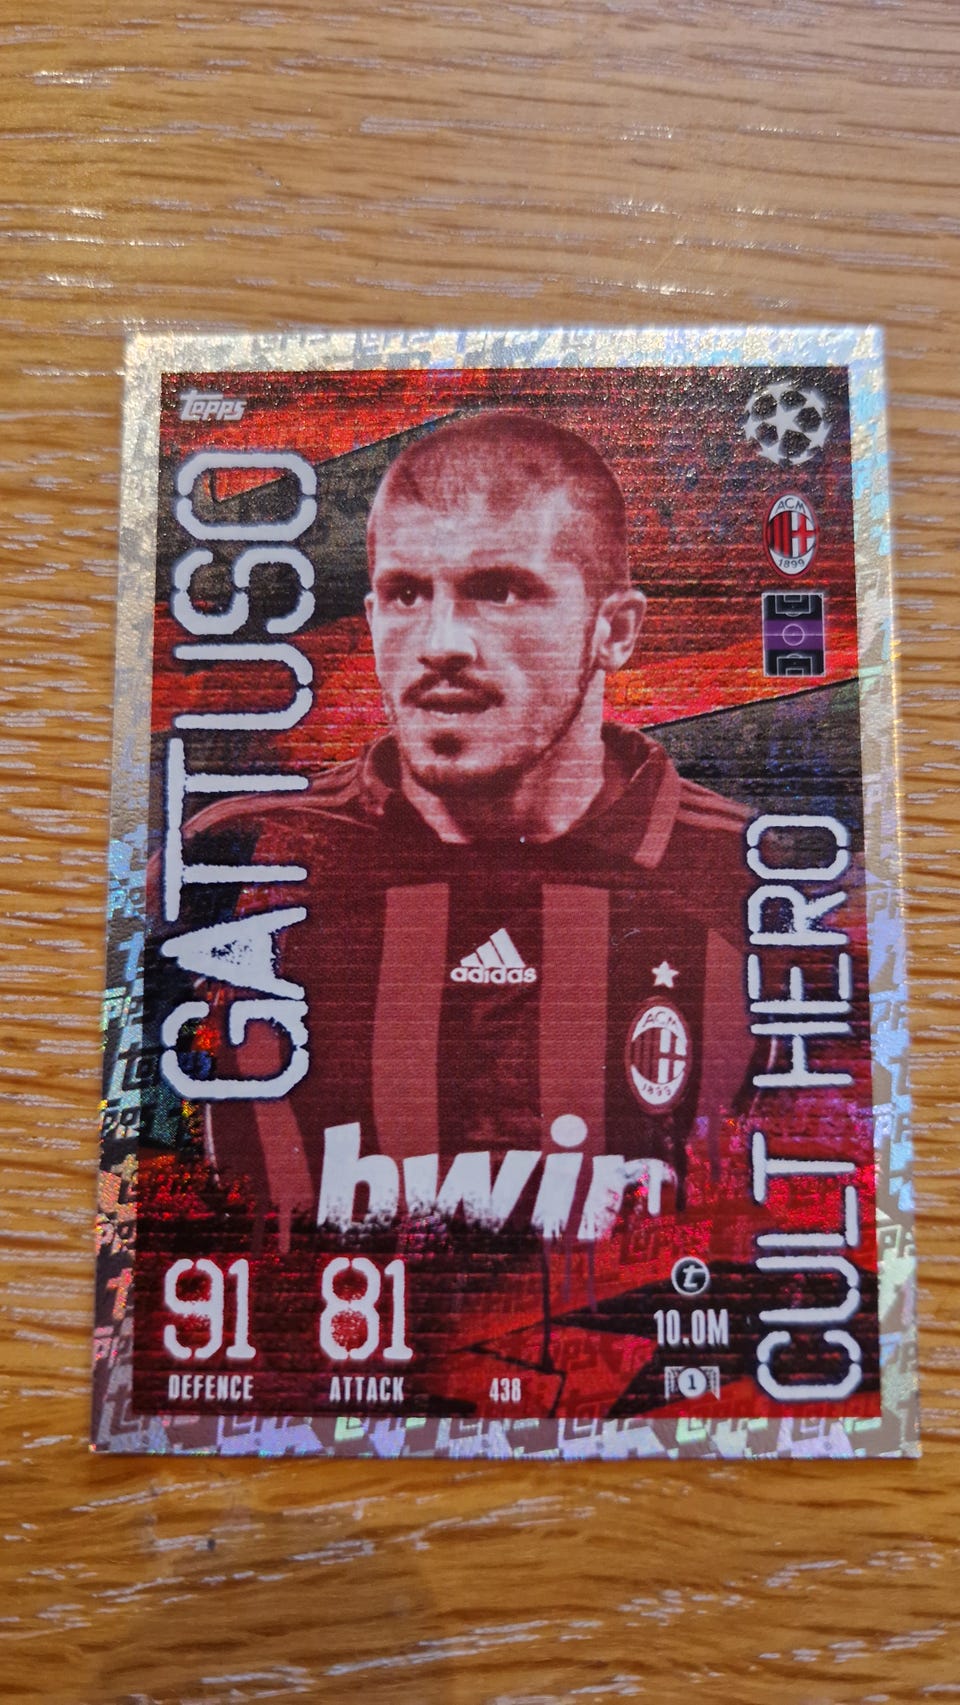 Topps
GATTUSO
ACM
1899
adidas
ACM
1899
bwin
CULT HERO
91
DEFENCE
81
ATTACK
438
t
10.0M
1